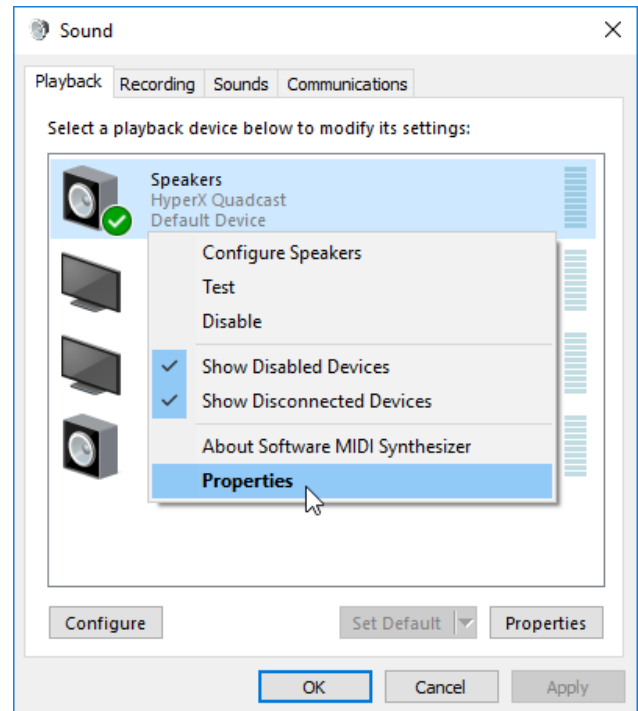 Sound
Playback Recording Sounds Communications
Select a playback device below to modify its settings:
Speakers
HyperX Quadcast
Default Device
Configure Speakers
Test
Disable
Show Disabled Devices
Show Disconnected Devices
About Software MIDI Synthesizer
Properties
Configure Set Default Properties
OK Cancel Apply